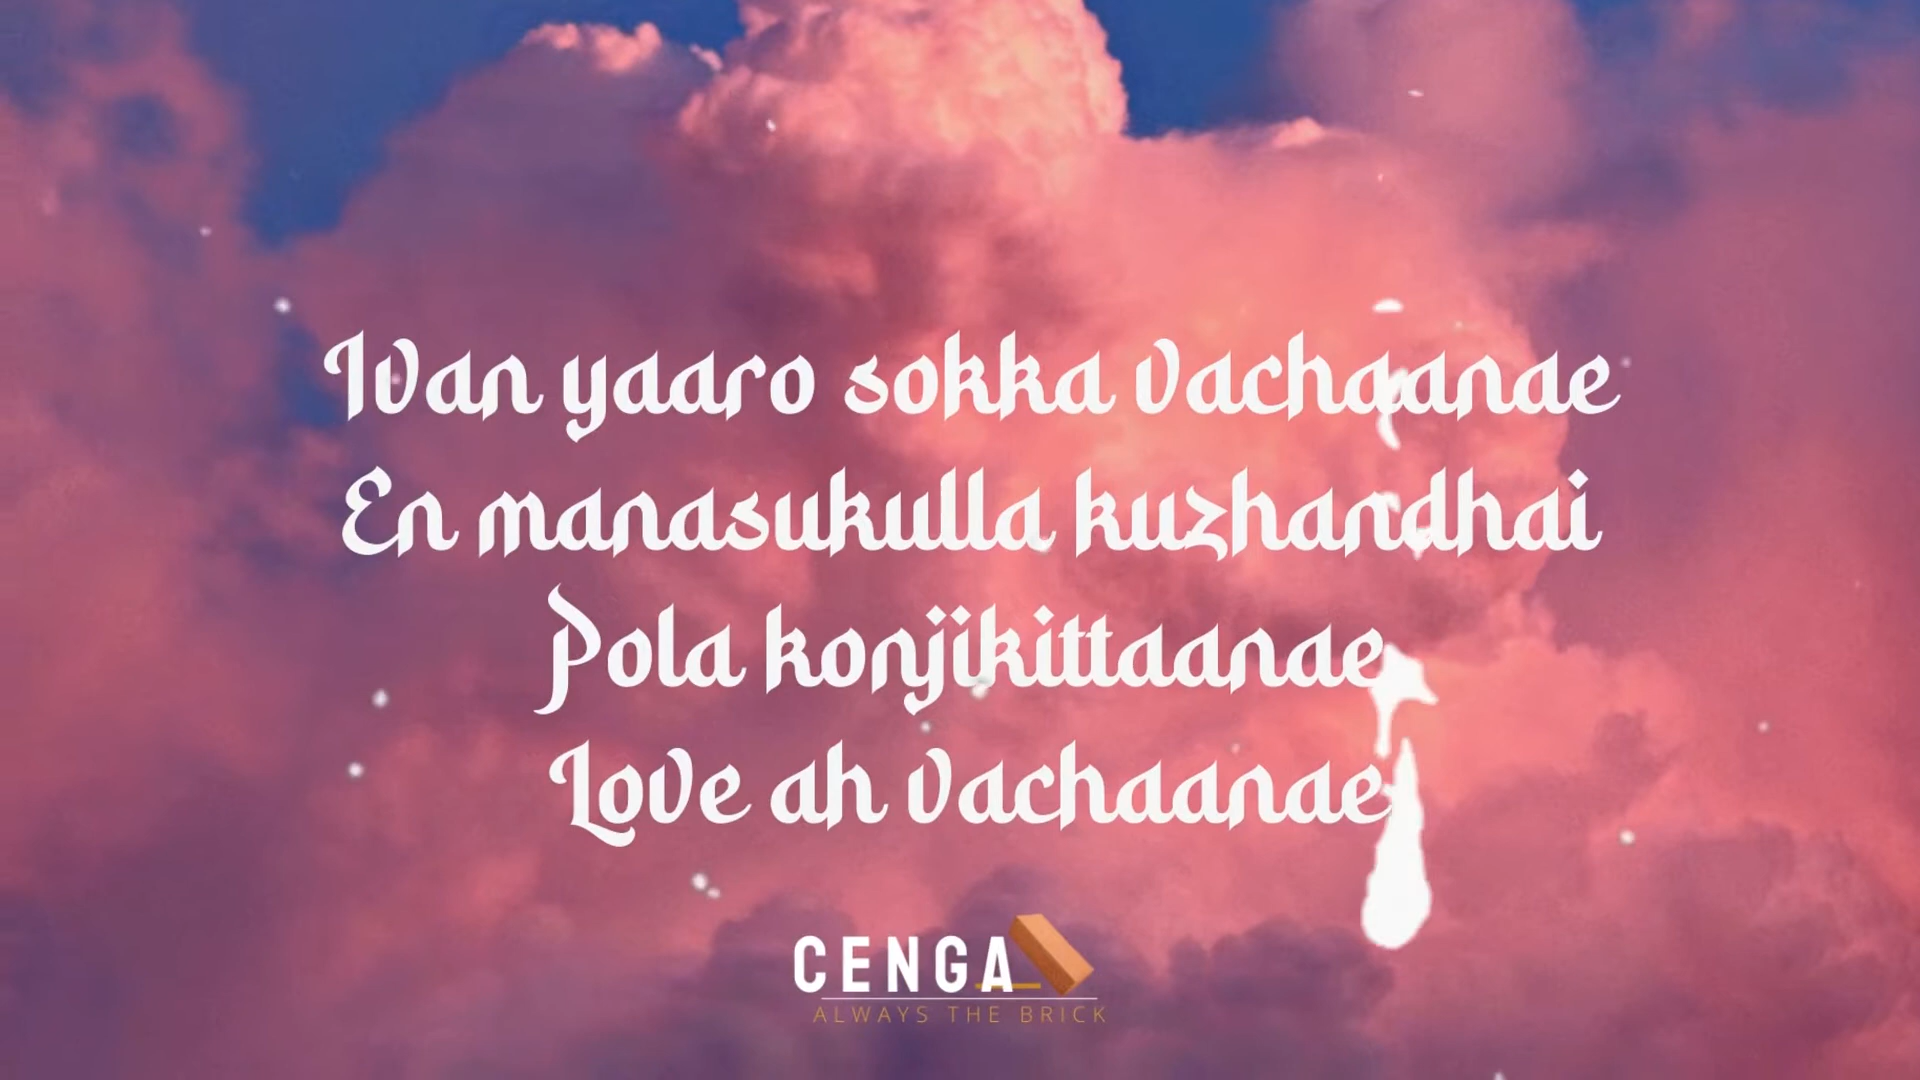 Ivan yaaro sokka vachaanae
En manasukulla kuzhandhai
Pola konjikittaanae
Love ah vachaanae
CENGA
ALWAYS THE BRICK